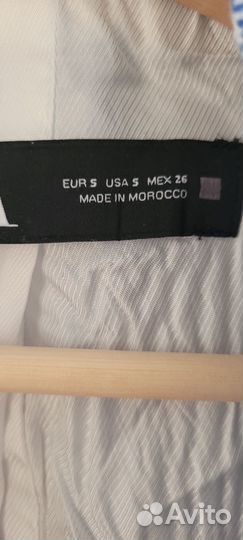 EUR S USA S MEX 26
MADE IN MOROCCO
Avito